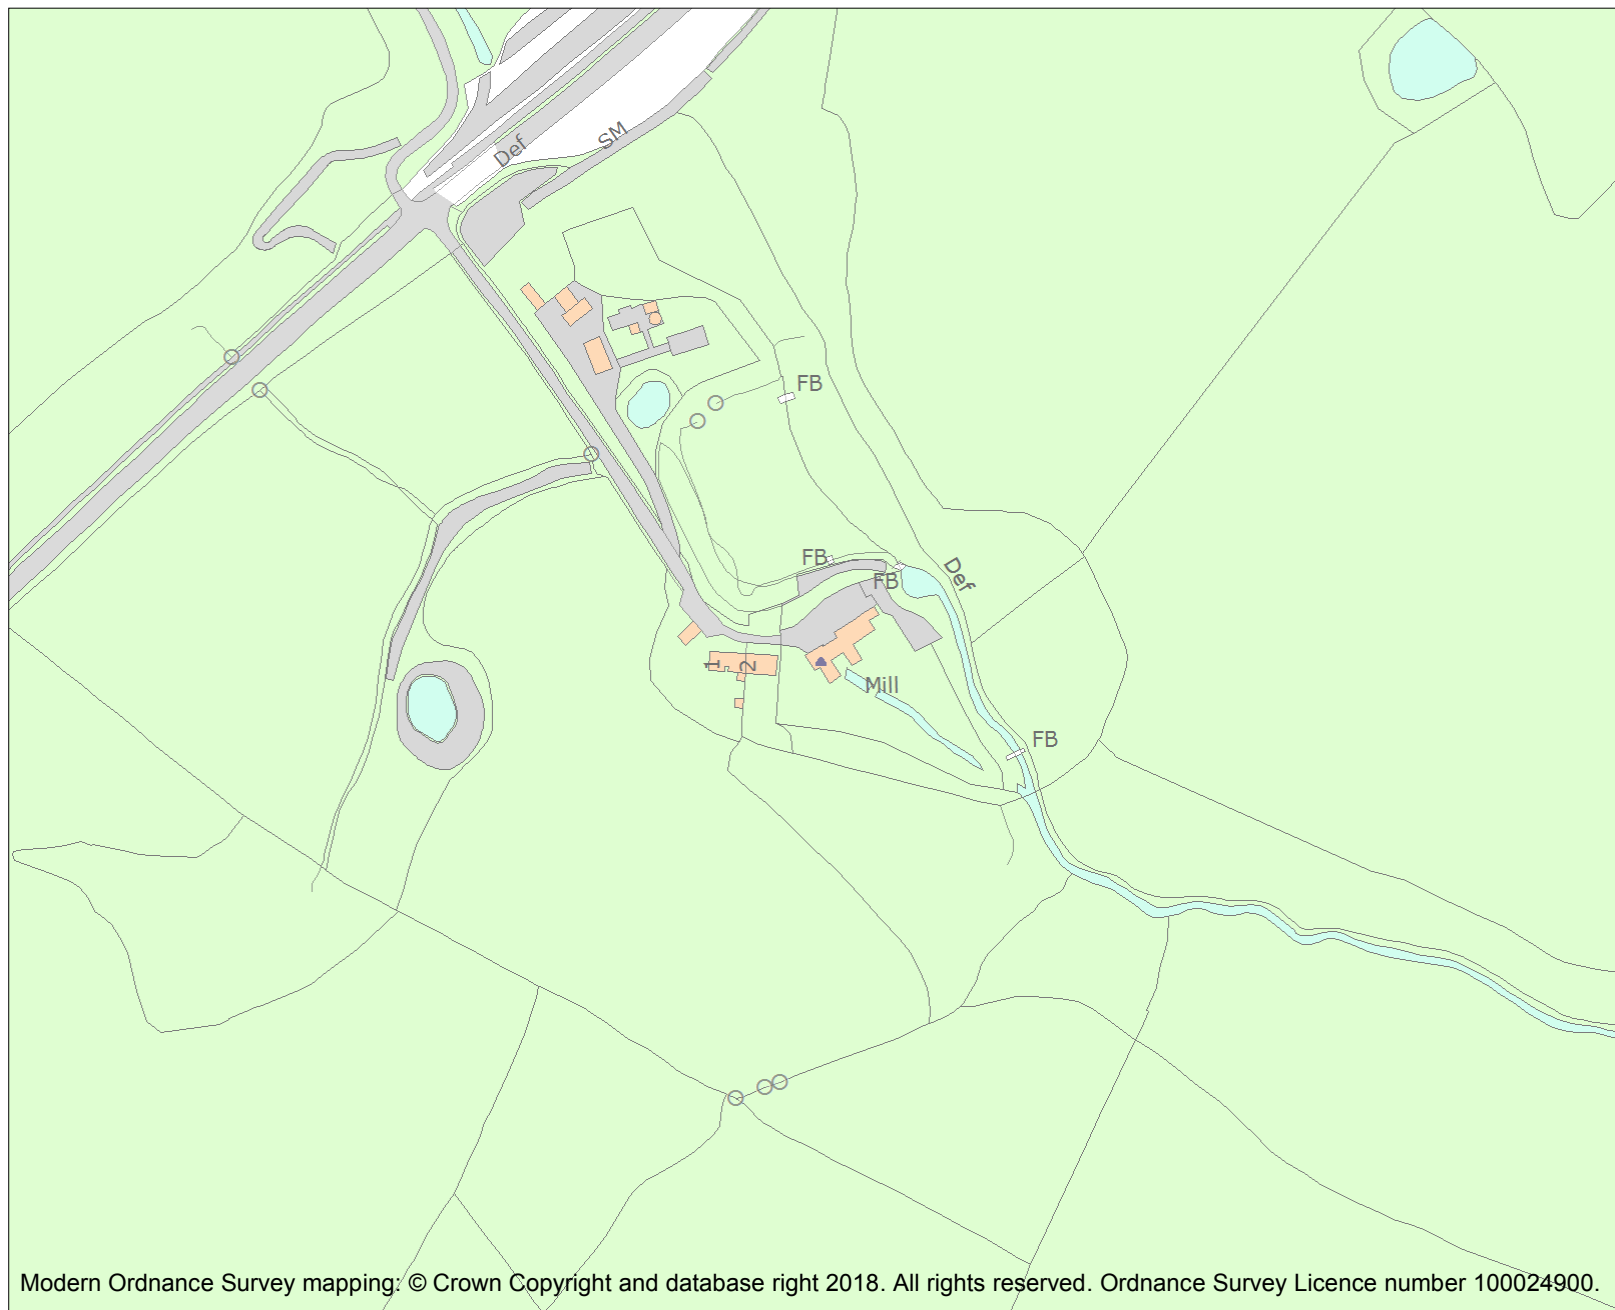 Def
SM
FB
FB
FB
Def
1
2
Mill
FB
Modern Ordnance Survey mapping: © Crown Copyright and database right 2018. All rights reserved. Ordnance Survey Licence number 100024900.